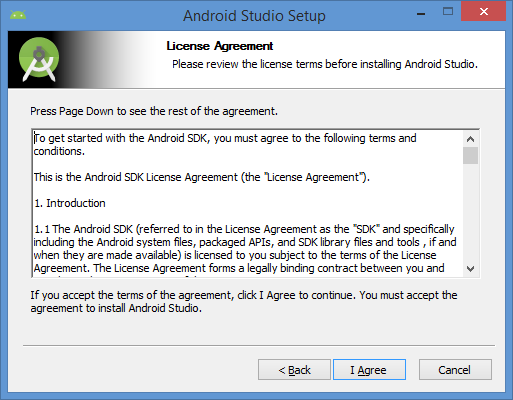 Android Studio Setup
License Agreement
Please review the license terms before installing Android Studio.
Press Page Down to see the rest of the agreement.
To get started with the Android SDK, you must agree to the following terms and
conditions.
This is the Android SDK License Agreement (the "License Agreement").
1. Introduction
1.1 The Android SDK (referred to in the License Agreement as the "SDK" and specifically
including the Android system files, packaged APIs, and SDK library files and tools , if and
when they are made available) is licensed to you subject to the terms of the License
Agreement. The License Agreement forms a legally binding contract between you and
If you accept the terms of the agreement, click I Agree to continue. You must accept the
agreement to install Android Studio.
< Back
I Agree
Cancel